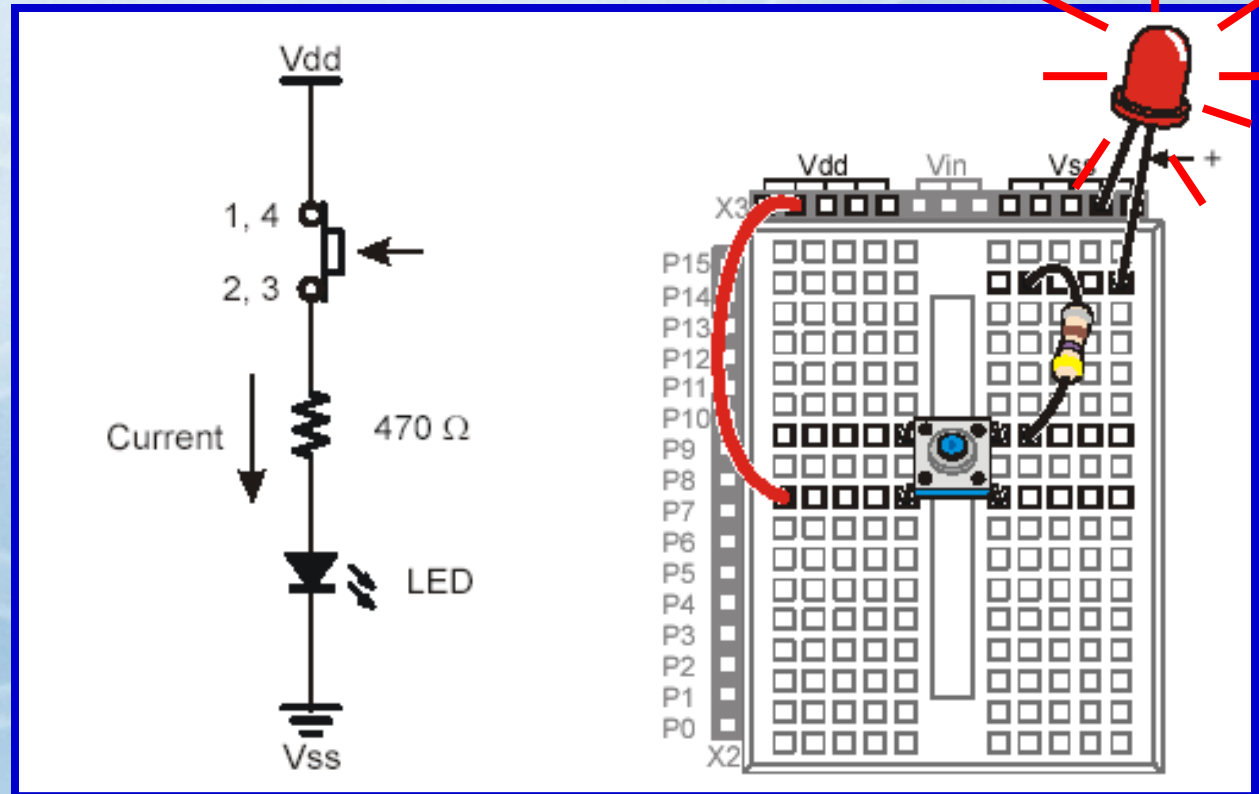 Vdd
1, 4
2, 3
Current
470 Ω
LED
Vss
Vdd
Vin
Vss
+
X3
P15
P14
P13
P12
P11
P10
P9
P8
P7
P6
P5
P4
P3
P2
P1
P0
X2